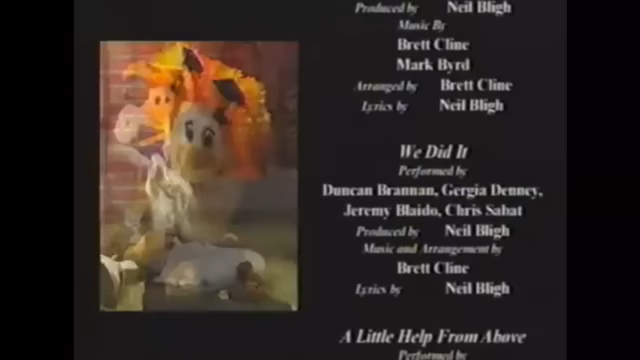 Produced by Neil Bligh
Music By
Brett Cline
Mark Byrd
Arranged by Brett Cline
Lyrics by Neil Bligh
We Did It
Performed by
Duncan Brannan, Gergia Denney,
Jeremy Blaido, Chris Sabat
Produced by Neil Bligh
Music and Arrangement by
Brett Cline
Lyrics by Neil Bligh
A Little Help From Above
Performed by